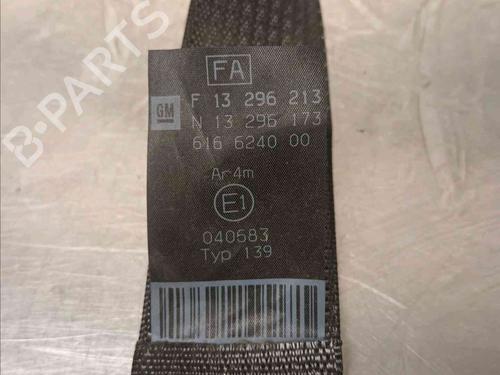 FA
GM F 13 296 213
N 13 296 173
616 6240 00
Ar4m
E1
040583
Typ 139
B-PARTS